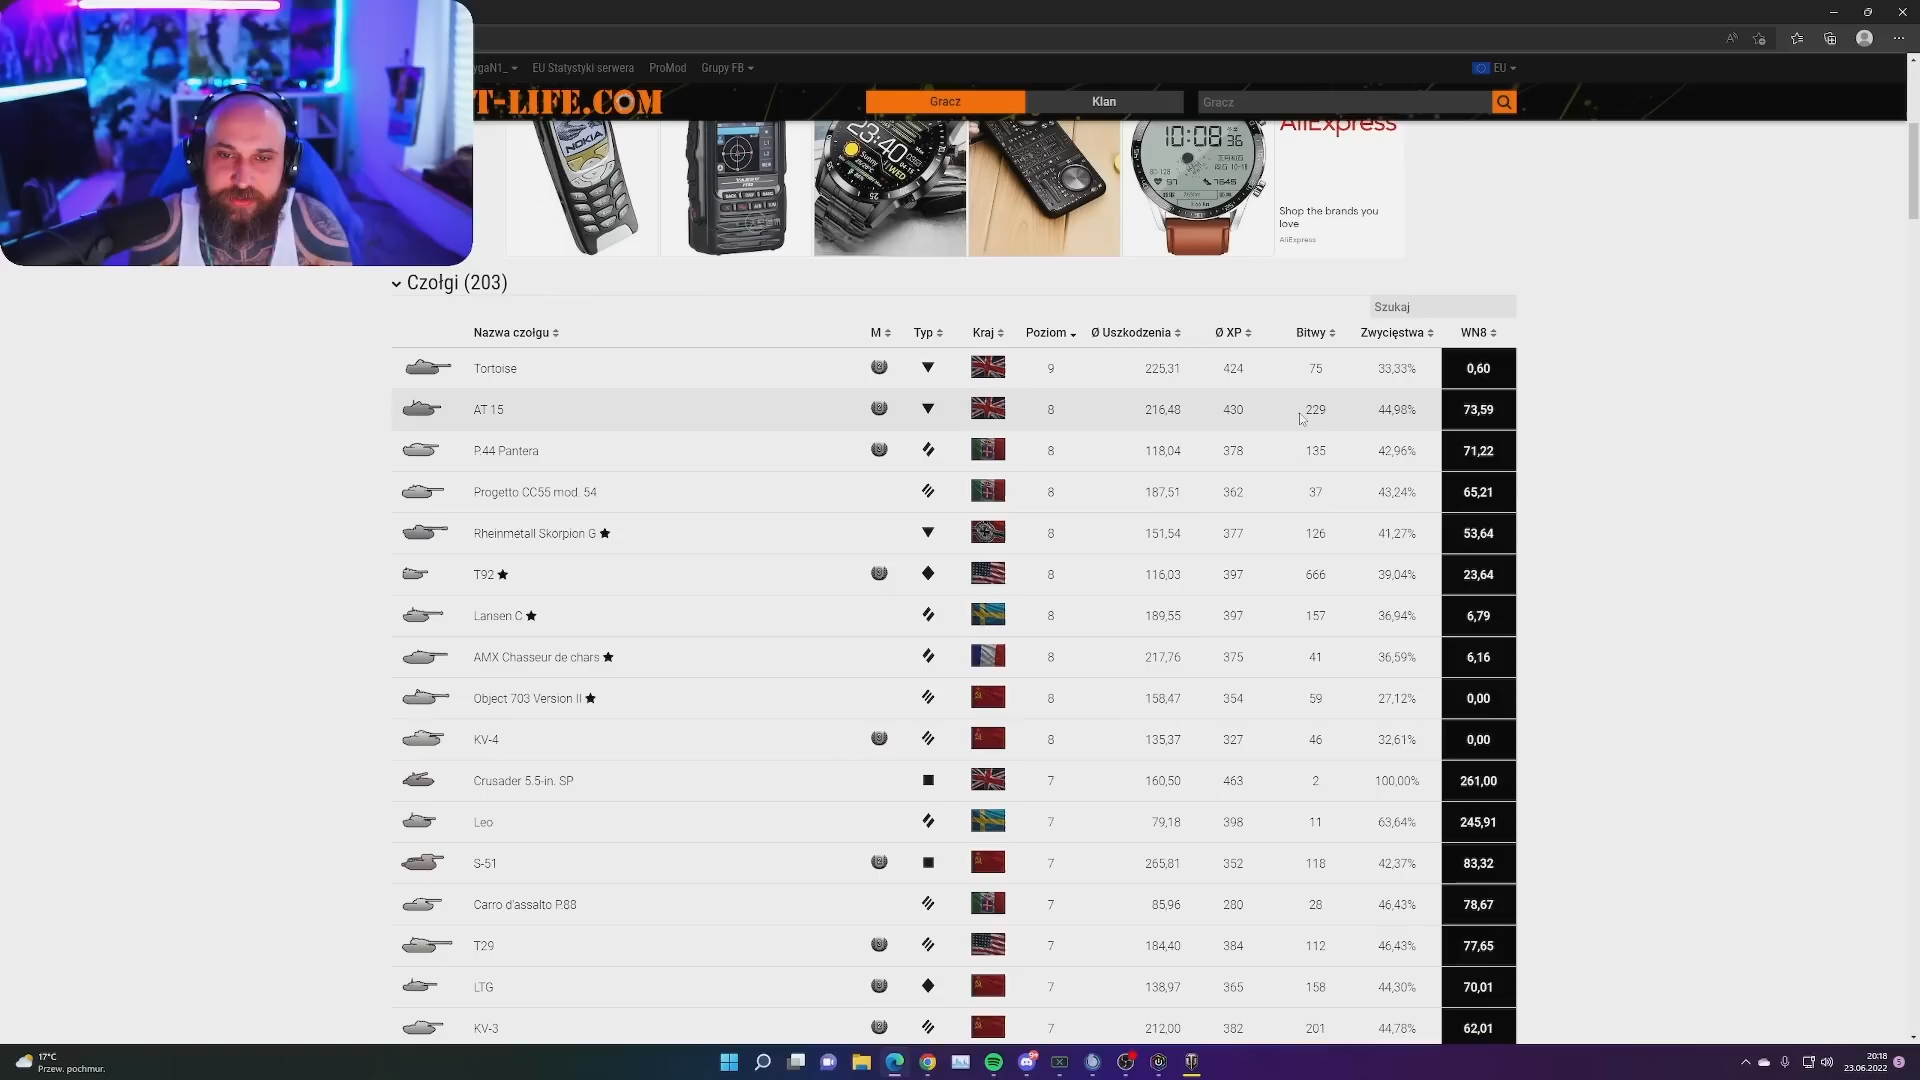 ygaN1_ EU Statystyki serwera ProMod Grupy FB EU
T-LIFE.COM Gracz Klan Gracz
NOKIA
AliExpress
Shop the brands you
love
AliExpress
Czołgi (203)
Szukaj
Nazwa czołgu M Typ Kraj Poziom Ø Uszkodzenia Ø XP Bitwy Zwycięstwa WN8
Tortoise 9 225,31 424 75 33,33% 0,60
AT 15 8 216,48 430 229 44,98% 73,59
P.44 Pantera 8 118,04 378 135 42,96% 71,22
Progetto CC55 mod. 54 8 187,51 362 37 43,24% 65,21
Rheinmetall Skorpion G ★ 8 151,54 377 126 41,27% 53,64
T92 ★ 8 116,03 397 666 39,04% 23,64
Lansen C ★ 8 189,55 397 157 36,94% 6,79
AMX Chasseur de chars ★ 8 217,76 375 41 36,59% 6,16
Object 703 Version II ★ 8 158,47 354 59 27,12% 0,00
KV-4 8 135,37 327 46 32,61% 0,00
Crusader 5.5-in. SP 7 160,50 463 2 100,00% 261,00
Leo 7 79,18 398 11 63,64% 245,91
S-51 7 265,81 352 118 42,37% 83,32
Carro d'assalto P.88 7 85,96 280 28 46,43% 78,67
T29 7 184,40 384 112 46,43% 77,65
LTG 7 138,97 365 158 44,30% 70,01
KV-3 7 212,00 382 201 44,78% 62,01
17°C
Przew. pochmur.
20:18
23.06.2022